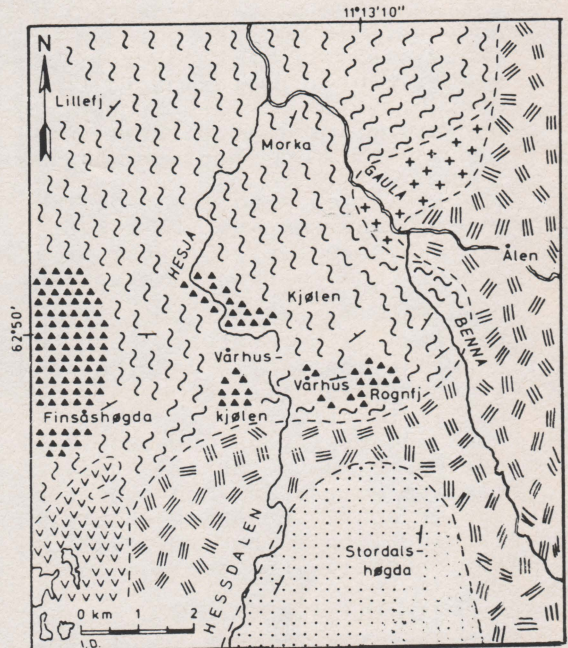 11°13'10"
N
Lillefj
Morka
GAULA
Ålen
HESJA
Kjølen
BENNA
62°50'
Vårhus-
kjølen
Vårhus
Rognfj
Finsåshøgda
HESSDALEN
Stordals-
høgda
0 km 1 2
I.D.